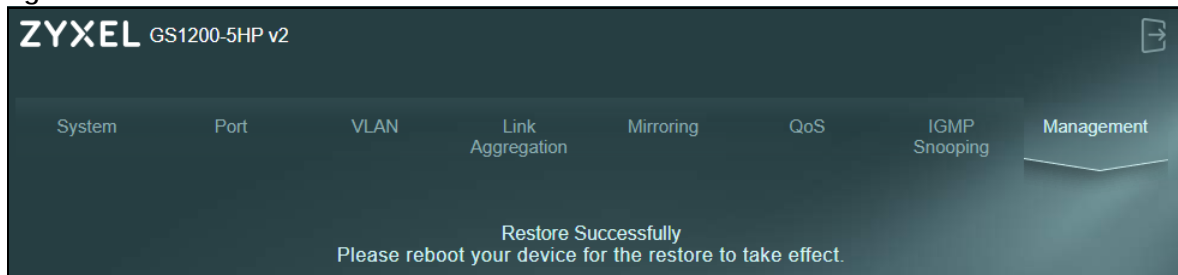 ZYXEL GS1200-5HP v2
System Port VLAN Link Aggregation Mirroring QoS IGMP Snooping Management
Restore Successfully
Please reboot your device for the restore to take effect.